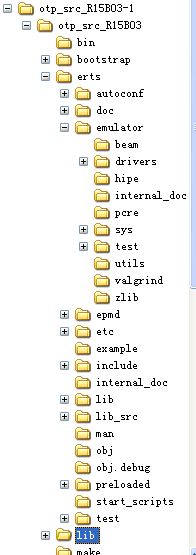 otp_src_R15B03-1
otp_src_R15B03
bin
bootstrap
erts
autoconf
doc
emulator
beam
drivers
hipe
internal_doc
pcre
sys
test
utils
valgrind
zlib
epmd
etc
example
include
internal_doc
lib
lib_src
man
obj
obj.debug
preloaded
start_scripts
test
lib
make